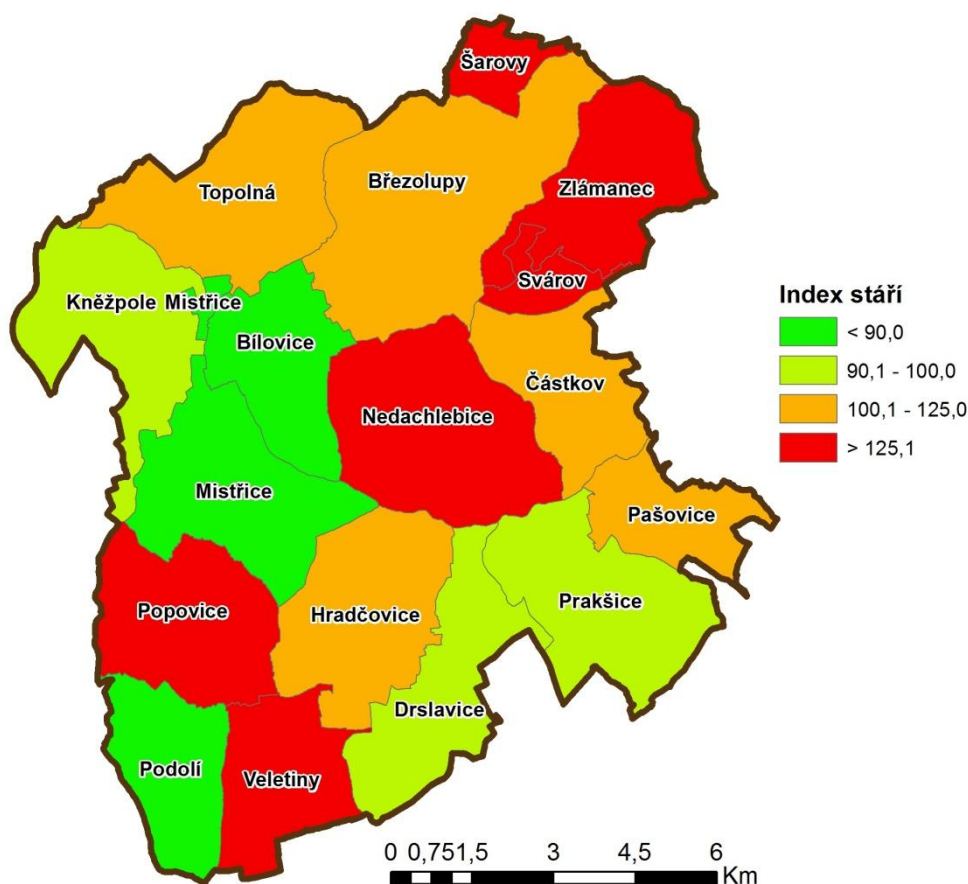 Šarovy
Topolná
Březolupy
Zlámanec
Svárov
Kněžpole
Mistřice
Bílovice
Index stáří
< 90,0
90,1 - 100,0
100,1 - 125,0
> 125,1
Částkov
Nedachlebice
Mistřice
Pašovice
Popovice
Hradčovice
Prakšice
Drslavice
Podolí
Veletiny
0 0,75 1,5 3 4,5 6
Km